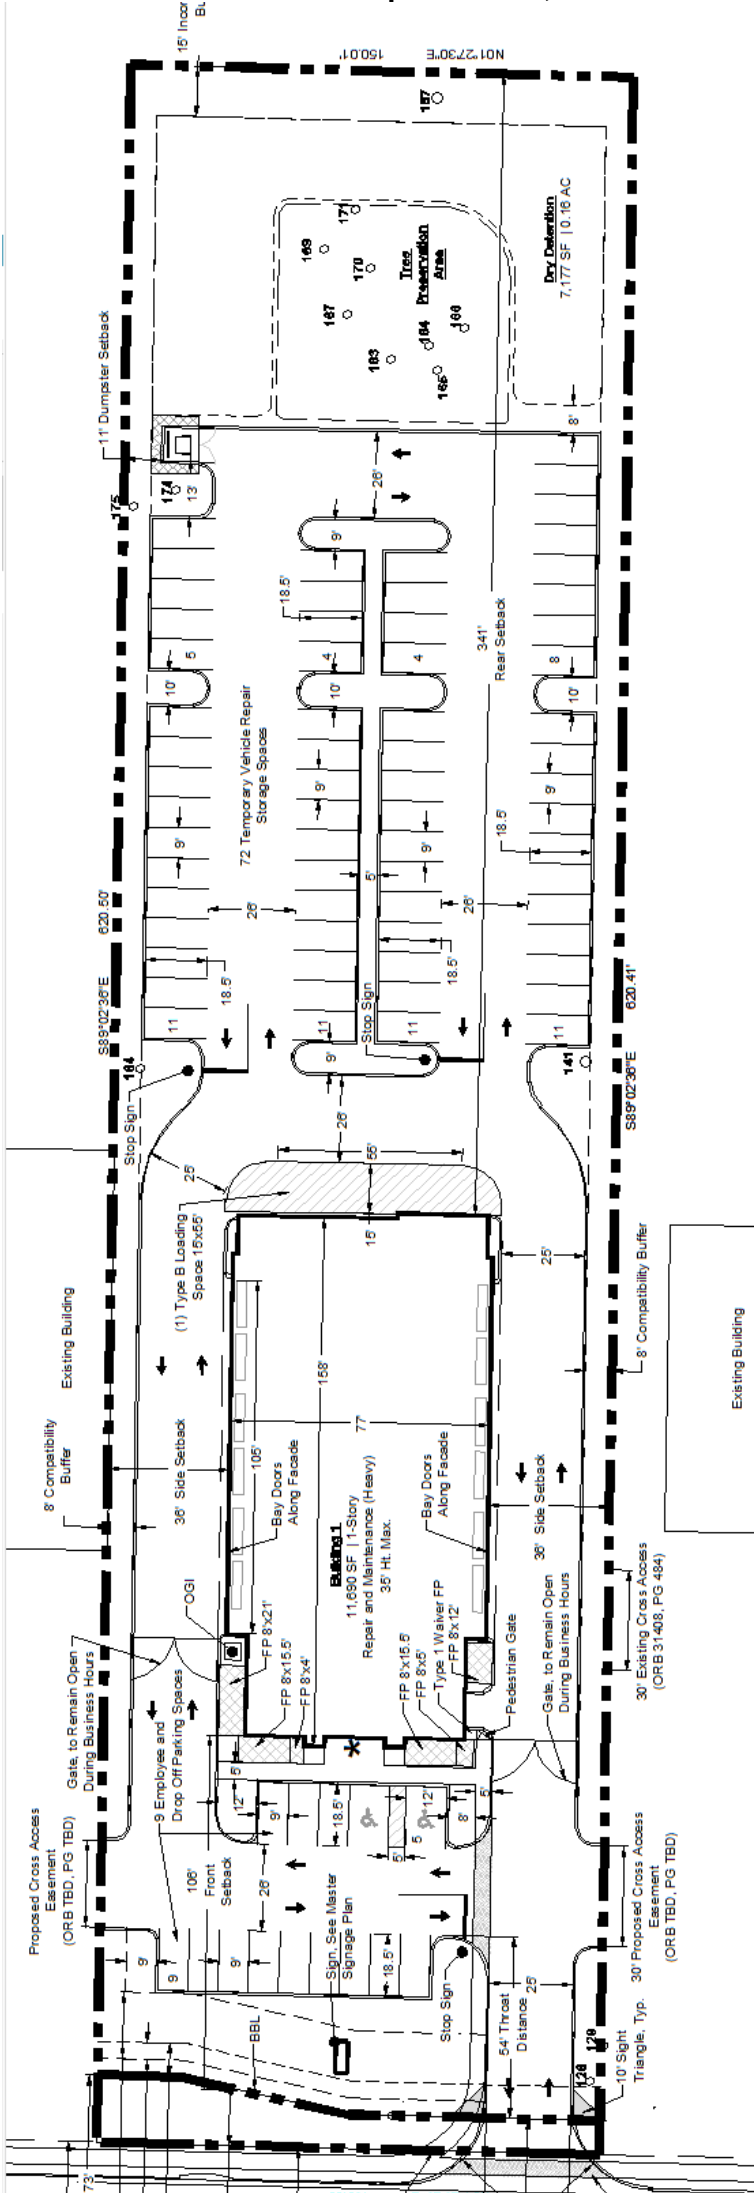 N01°27'30"E
150.01'
15' Incor
Bu
187
171
169
170
167
Tree
Preservation
Area
164
166
163
165
Dry Detention
7,177 SF | 0.16 AC
11' Dumpster Setback
175
174
13'
8'
26'
9'
18.5'
5
4
4
8
10'
10'
10'
341'
Rear Setback
72 Temporary Vehicle Repair
Storage Spaces
9'
9'
9'
9'
5'
18.5'
26'
26'
18.5'
18.5'
S89°02'36"E
620.50'
S89°02'36"E
620.41'
11
11
11
11
9'
Stop Sign
Stop Sign
141
26'
55'
25'
15'
(1) Type B Loading
Space 15'x55'
25'
8' Compatibility Buffer
Existing Building
Existing Building
8' Compatibility
Buffer
158'
77'
105'
36' Side Setback
36' Side Setback
Bay Doors
Along Facade
Bay Doors
Along Facade
Building 1
11,690 SF | 1-Story
Repair and Maintenance (Heavy)
35' Ht. Max.
OGI
FP 8'x21'
FP 8'x15.5'
FP 8'x4'
FP 8'x15.5'
FP 8'x5'
Type 1 Waiver FP
FP 8'x12'
Pedestrian Gate
Gate, to Remain Open
During Business Hours
Gate, to Remain Open
During Business Hours
30' Existing Cross Access
(ORB 31408, PG 484)
9 Employee and
Drop Off Parking Spaces
5'
12'
9'
18.5'
12'
8'
5'
5
5'
Proposed Cross Access
Easement
(ORB TBD, PG TBD)
30' Proposed Cross Access
Easement
(ORB TBD, PG TBD)
106'
Front
Setback
26'
9'
9
9'
18.5'
Sign, See Master
Signage Plan
Stop Sign
54' Throat
Distance
25'
BBL
10' Sight
Triangle, Typ.
129
128
73'